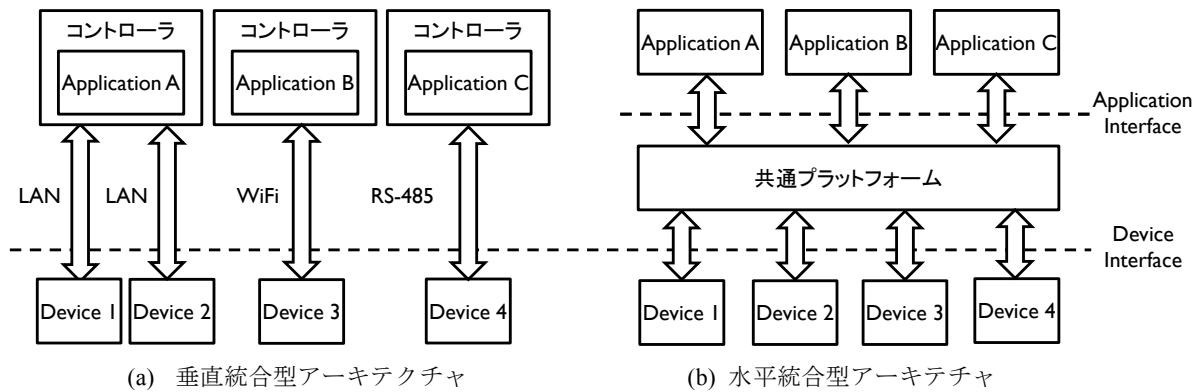 コントローラ
Application A
コントローラ
Application B
コントローラ
Application C
LAN
LAN
WiFi
RS-485
Device 1
Device 2
Device 3
Device 4
(a) 垂直統合型アーキテクチャ
Application A
Application B
Application C
Application
Interface
共通プラットフォーム
Device
Interface
Device 1
Device 2
Device 3
Device 4
(b) 水平統合型アーキテチャ